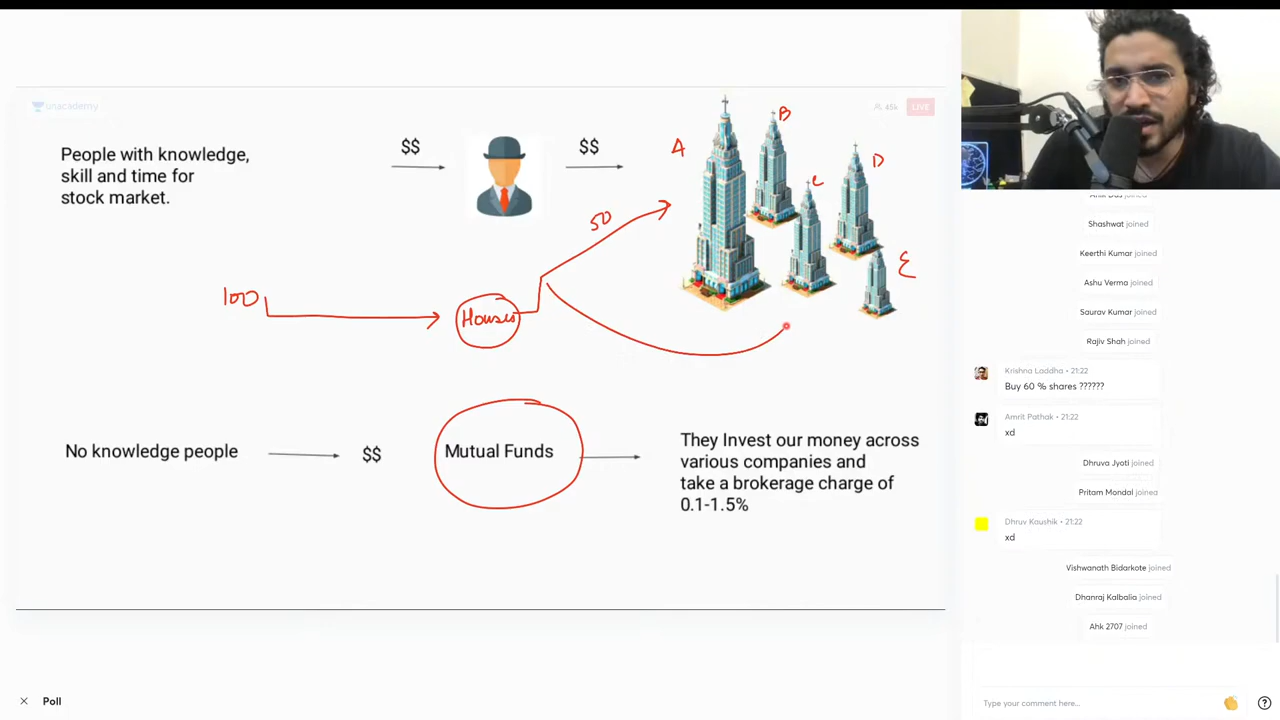 unacademy
45k
LIVE
People with knowledge,
skill and time for
stock market.
$$
$$
A
B
C
D
E
50
100
Houses
No knowledge people
$$
Mutual Funds
They Invest our money across
various companies and
take a brokerage charge of
0.1-1.5%
Shashwat joined
Keerthi Kumar joined
Ashu Verma joined
Saurav Kumar joined
Rajiv Shah joined
Krishna Laddha • 21:22
Buy 60 % shares ??????
Amrit Pathak • 21:22
xd
Dhruva Jyoti joined
Pritam Mondal joined
Dhruv Kaushik • 21:22
xd
Vishwanath Bidarkote joined
Dhanraj Kalbalia joined
Ahk 2707 joined
Poll
Type your comment here...